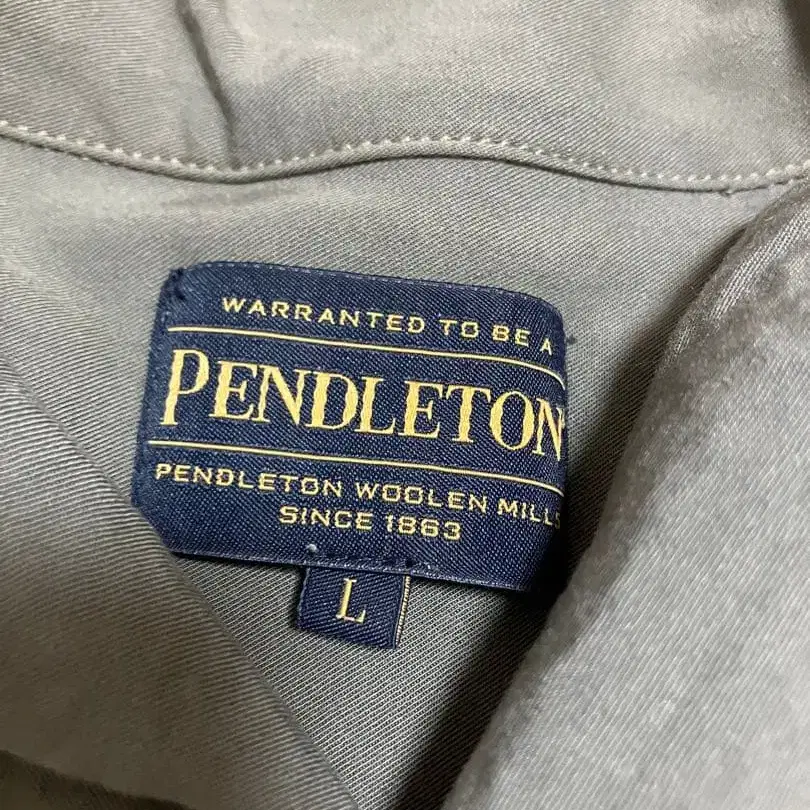 WARRANTED TO BE A
PENDLETON
PENDLETON WOOLEN MILLS
SINCE 1863
L